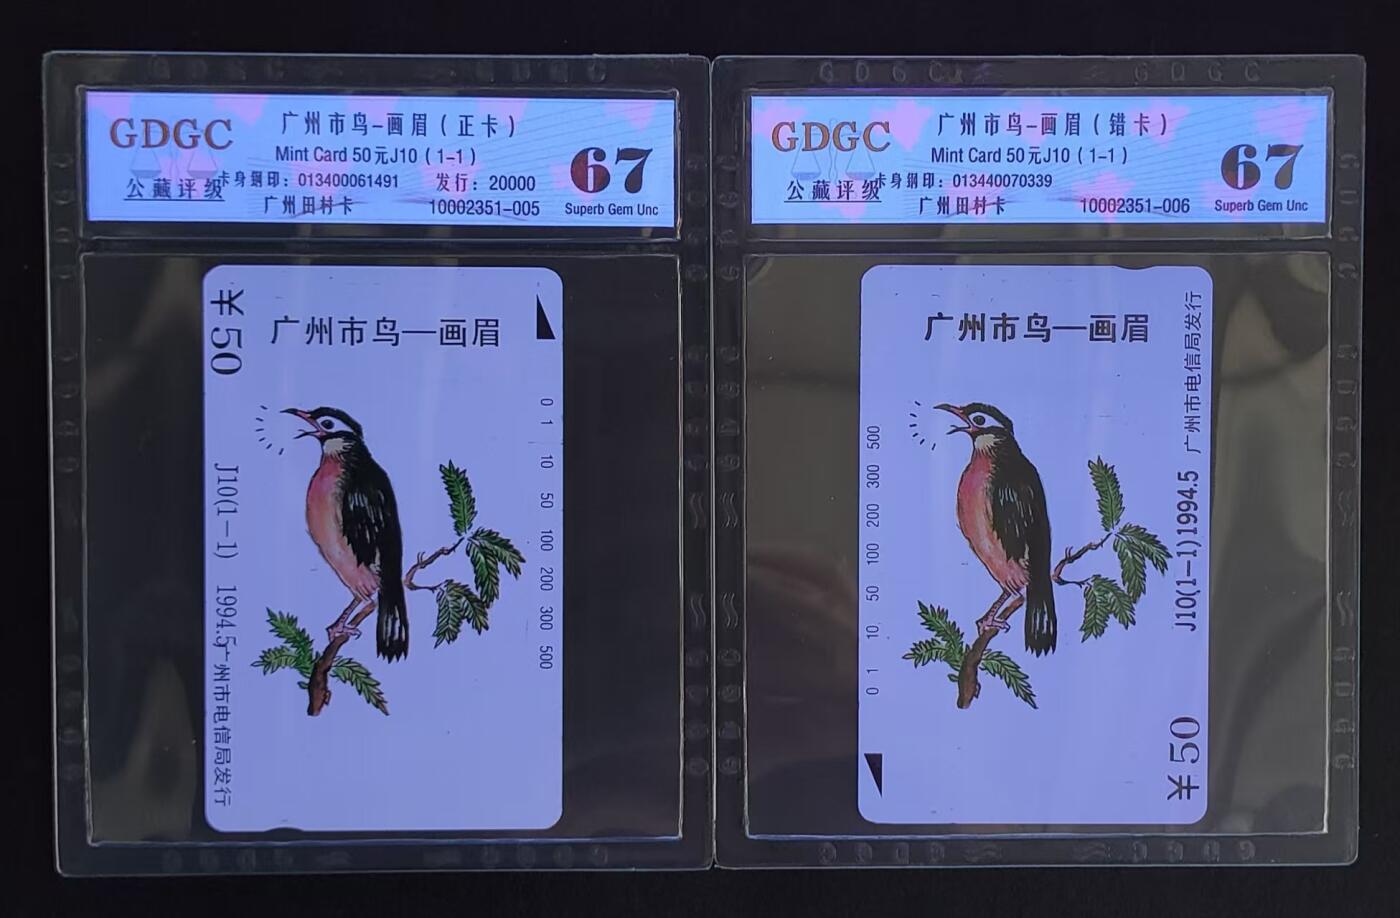 GDGC
公藏评级
广州市鸟-画眉（正卡）
Mint Card 50元J10（1-1）
卡身钢印：013400061491 发行：20000
广州田村卡 10002351-005
67
Superb Gem Unc
¥50
J10(1-1) 1994.5广州市电信局发行
广州市鸟—画眉
0 1 10 50 100 200 300 500
GDGC
公藏评级
广州市鸟-画眉（错卡）
Mint Card 50元J10（1-1）
卡身钢印：013440070339
广州田村卡 10002351-006
67
Superb Gem Unc
广州市鸟—画眉
0 1 10 50 100 200 300 500
¥50
J10(1-1) 1994.5 广州市电信局发行